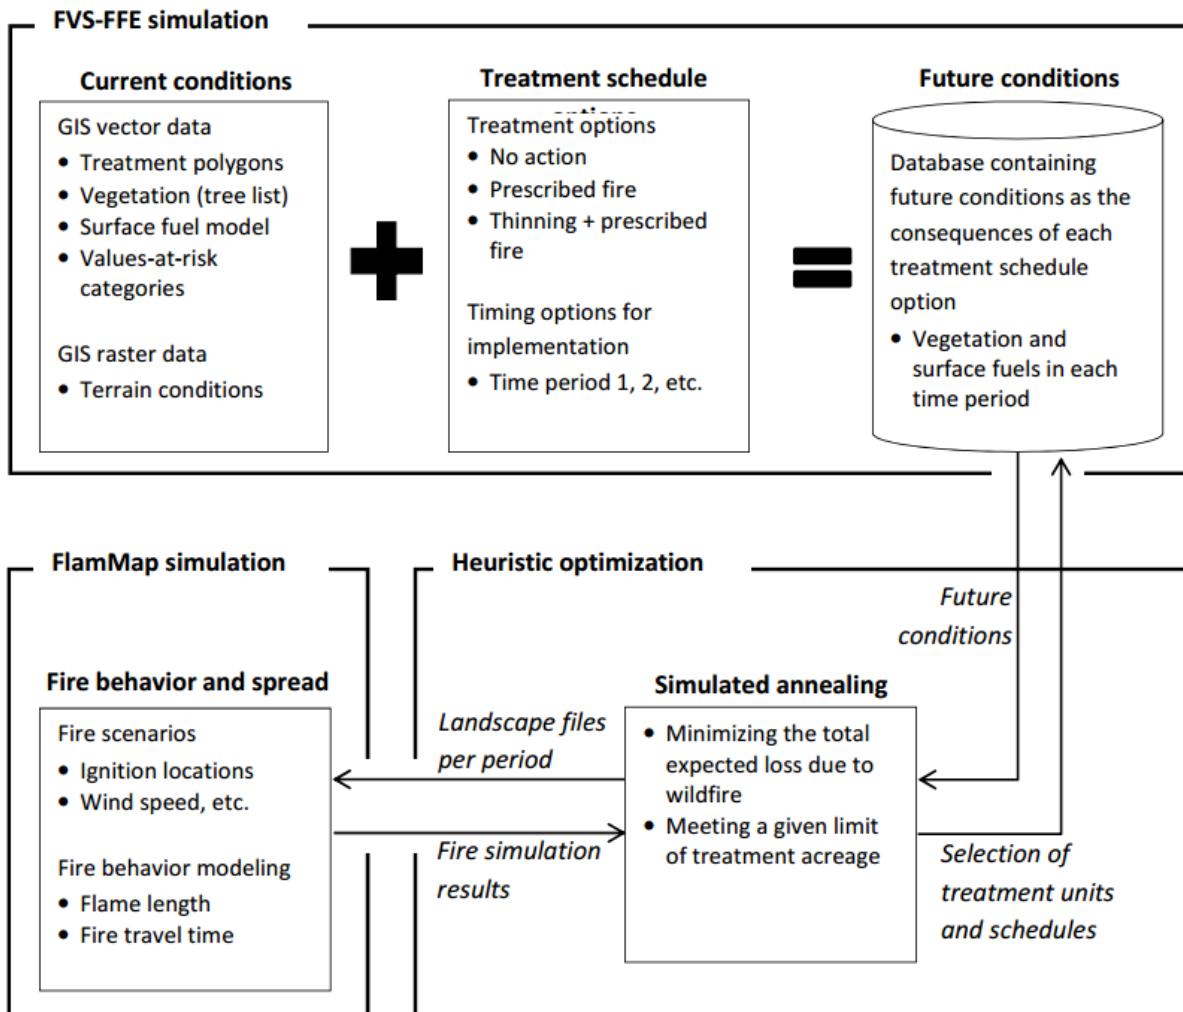 FVS-FFE simulation
Current conditions
GIS vector data
• Treatment polygons
• Vegetation (tree list)
• Surface fuel model
• Values-at-risk
categories
GIS raster data
• Terrain conditions
Treatment schedule
options
Treatment options
• No action
• Prescribed fire
• Thinning + prescribed
fire
Timing options for
implementation
• Time period 1, 2, etc.
Future conditions
Database containing
future conditions as the
consequences of each
treatment schedule
option
• Vegetation and
surface fuels in each
time period
FlamMap simulation
Fire behavior and spread
Fire scenarios
• Ignition locations
• Wind speed, etc.
Fire behavior modeling
• Flame length
• Fire travel time
Heuristic optimization
Landscape files
per period
Fire simulation
results
Simulated annealing
• Minimizing the total
expected loss due to
wildfire
• Meeting a given limit
of treatment acreage
Future
conditions
Selection of
treatment units
and schedules